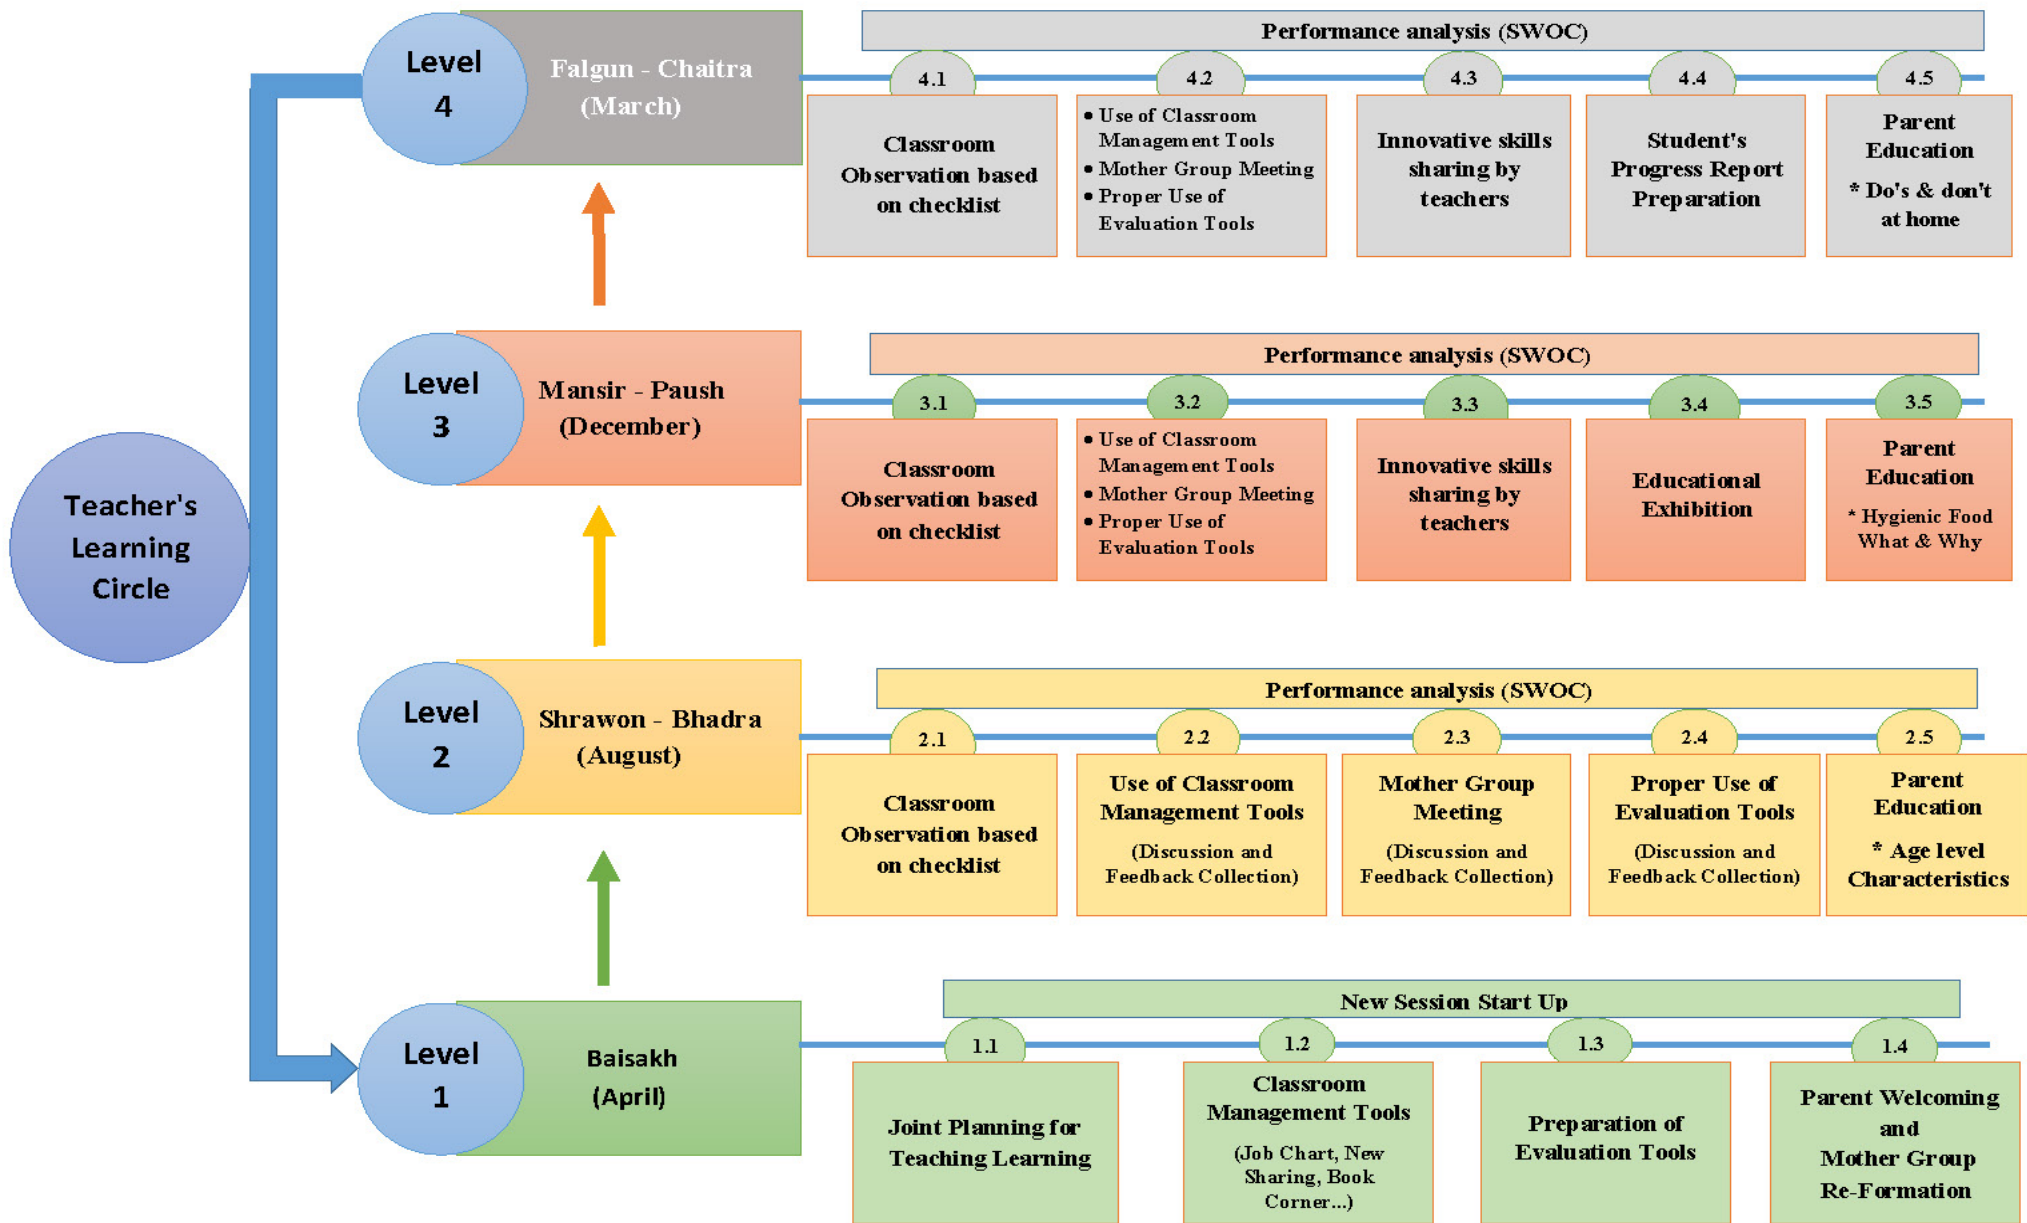 Teacher's
Learning
Circle
Level
4
Falgun - Chaitra
(March)
Performance analysis (SWOC)
4.1
Classroom
Observation based
on checklist
4.2
• Use of Classroom
Management Tools
• Mother Group Meeting
• Proper Use of
Evaluation Tools
4.3
Innovative skills
sharing by
teachers
4.4
Student's
Progress Report
Preparation
4.5
Parent
Education
* Do's & don't
at home
Level
3
Mansir - Paush
(December)
Performance analysis (SWOC)
3.1
Classroom
Observation based
on checklist
3.2
• Use of Classroom
Management Tools
• Mother Group Meeting
• Proper Use of
Evaluation Tools
3.3
Innovative skills
sharing by
teachers
3.4
Educational
Exhibition
3.5
Parent
Education
* Hygienic Food
What & Why
Level
2
Shrawon - Bhadra
(August)
Performance analysis (SWOC)
2.1
Classroom
Observation based
on checklist
2.2
Use of Classroom
Management Tools
(Discussion and
Feedback Collection)
2.3
Mother Group
Meeting
(Discussion and
Feedback Collection)
2.4
Proper Use of
Evaluation Tools
(Discussion and
Feedback Collection)
2.5
Parent
Education
* Age level
Characteristics
Level
1
Baisakh
(April)
New Session Start Up
1.1
Joint Planning for
Teaching Learning
1.2
Classroom
Management Tools
(Job Chart, New
Sharing, Book
Corner...)
1.3
Preparation of
Evaluation Tools
1.4
Parent Welcoming
and
Mother Group
Re-Formation